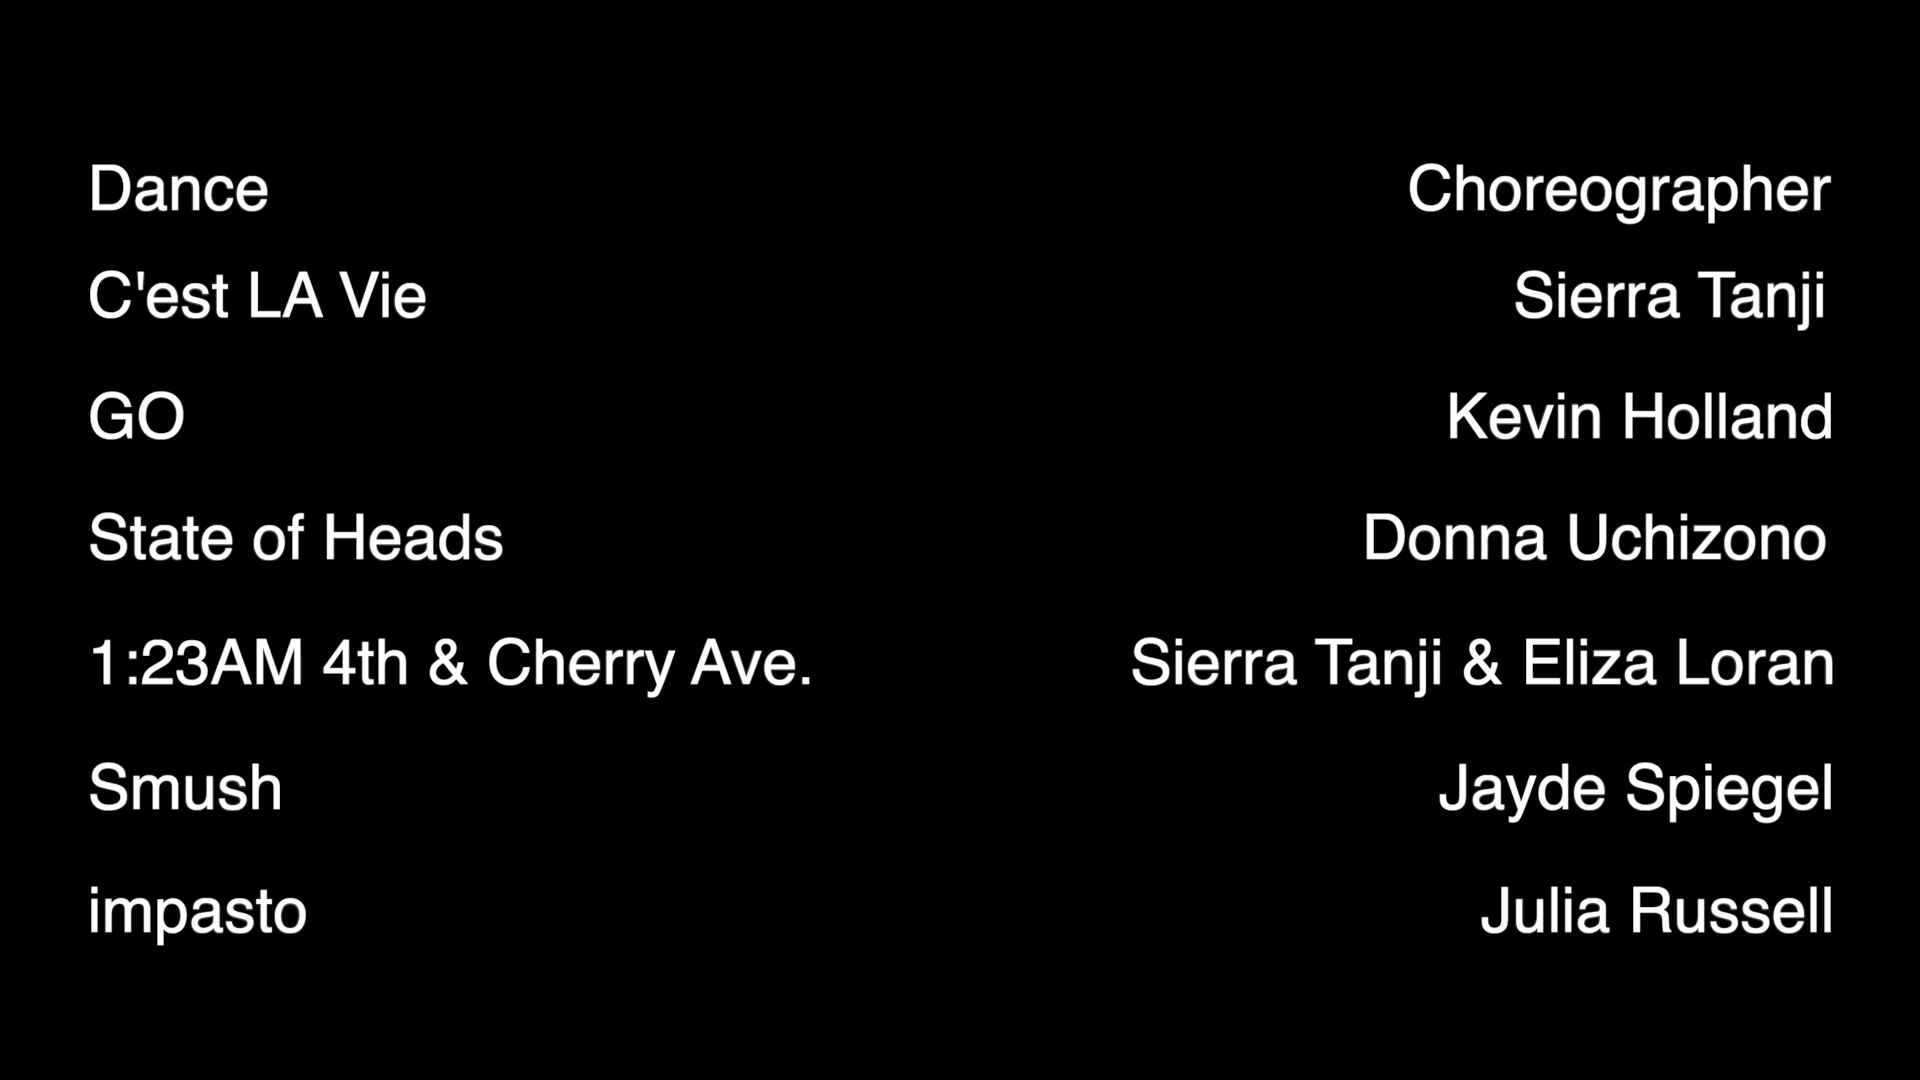 Dance Choreographer
C'est LA Vie Sierra Tanji
GO Kevin Holland
State of Heads Donna Uchizono
1:23AM 4th & Cherry Ave. Sierra Tanji & Eliza Loran
Smush Jayde Spiegel
impasto Julia Russell